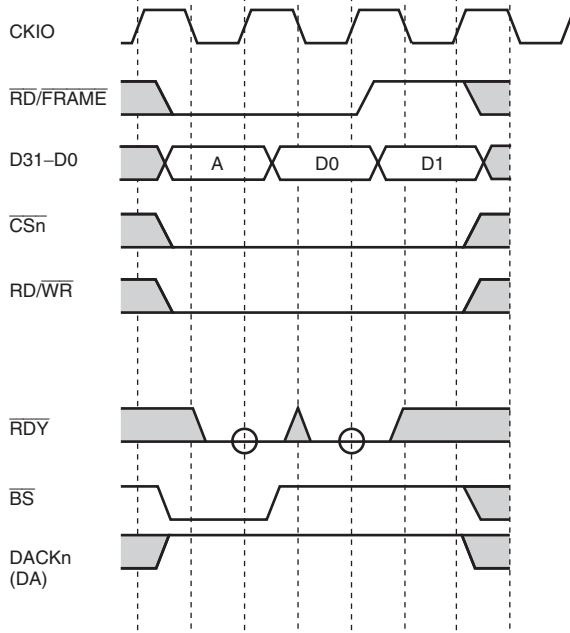 CKIO
RD/FRAME
D31–D0
A D0 D1
CSn
RD/WR
RDY
BS
DACKn
(DA)